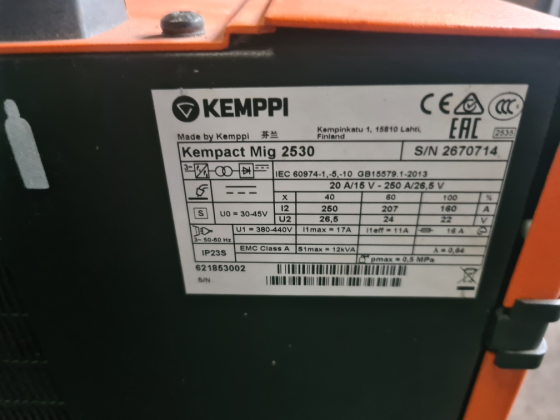 KEMPPI
CE CCC
Made by Kemppi 芬兰 Kempinkatu 1, 15810 Lahti, Finland EAC 2535
Kempact Mig 2530 S/N 2670714
IEC 60974-1,-5,-10 GB15579.1-2013
20 A/15 V - 250 A/26,5 V
X 40 60 100 %
S U0 = 30-45V I2 250 207 160 A
U2 26,5 24 22 V
3~ 50-60 Hz U1 = 380-440V I1max = 17A I1eff = 11A 16 A
IP23S EMC Class A S1max = 12kVA λ = 0,64
pmax = 0,5 MPa
621853002
S/N: